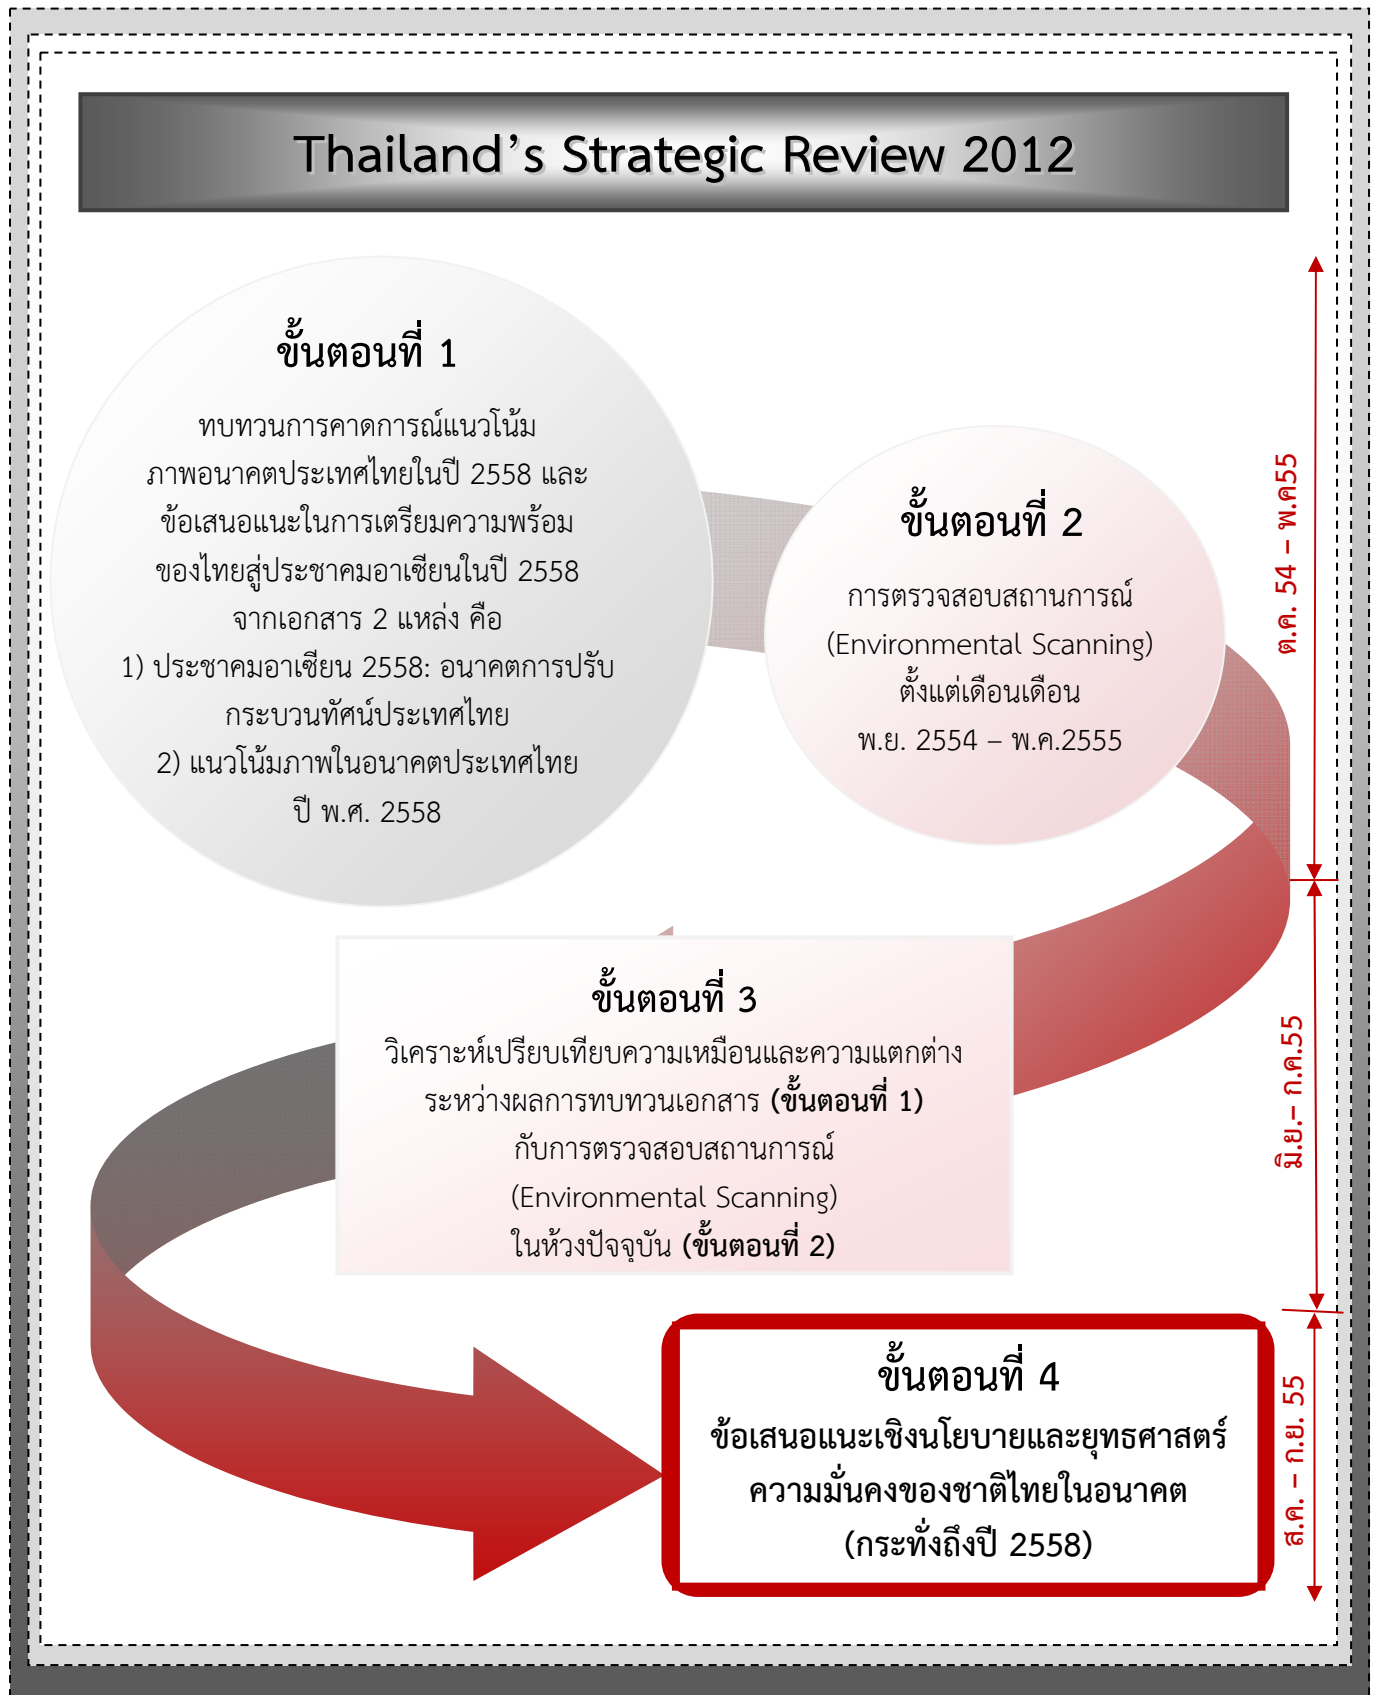 Thailand's Strategic Review 2012
ขั้นตอนที่ 1
ทบทวนการคาดการณ์แนวโน้ม
ภาพอนาคตประเทศไทยในปี 2558 และ
ข้อเสนอแนะในการเตรียมความพร้อม
ของไทยสู่ประชาคมอาเซียนในปี 2558
จากเอกสาร 2 แหล่ง คือ
1) ประชาคมอาเซียน 2558: อนาคตการปรับ
กระบวนทัศน์ประเทศไทย
2) แนวโน้มภาพในอนาคตประเทศไทย
ปี พ.ศ. 2558
ขั้นตอนที่ 2
การตรวจสอบสถานการณ์
(Environmental Scanning)
ตั้งแต่เดือนเดือน
พ.ย. 2554 – พ.ค.2555
ต.ค. 54 – พ.ค55
ขั้นตอนที่ 3
วิเคราะห์เปรียบเทียบความเหมือนและความแตกต่าง
ระหว่างผลการทบทวนเอกสาร (ขั้นตอนที่ 1)
กับการตรวจสอบสถานการณ์
(Environmental Scanning)
ในห้วงปัจจุบัน (ขั้นตอนที่ 2)
มิ.ย.– ก.ค.55
ขั้นตอนที่ 4
ข้อเสนอแนะเชิงนโยบายและยุทธศาสตร์
ความมั่นคงของชาติไทยในอนาคต
(กระทั่งถึงปี 2558)
ส.ค. – ก.ย. 55